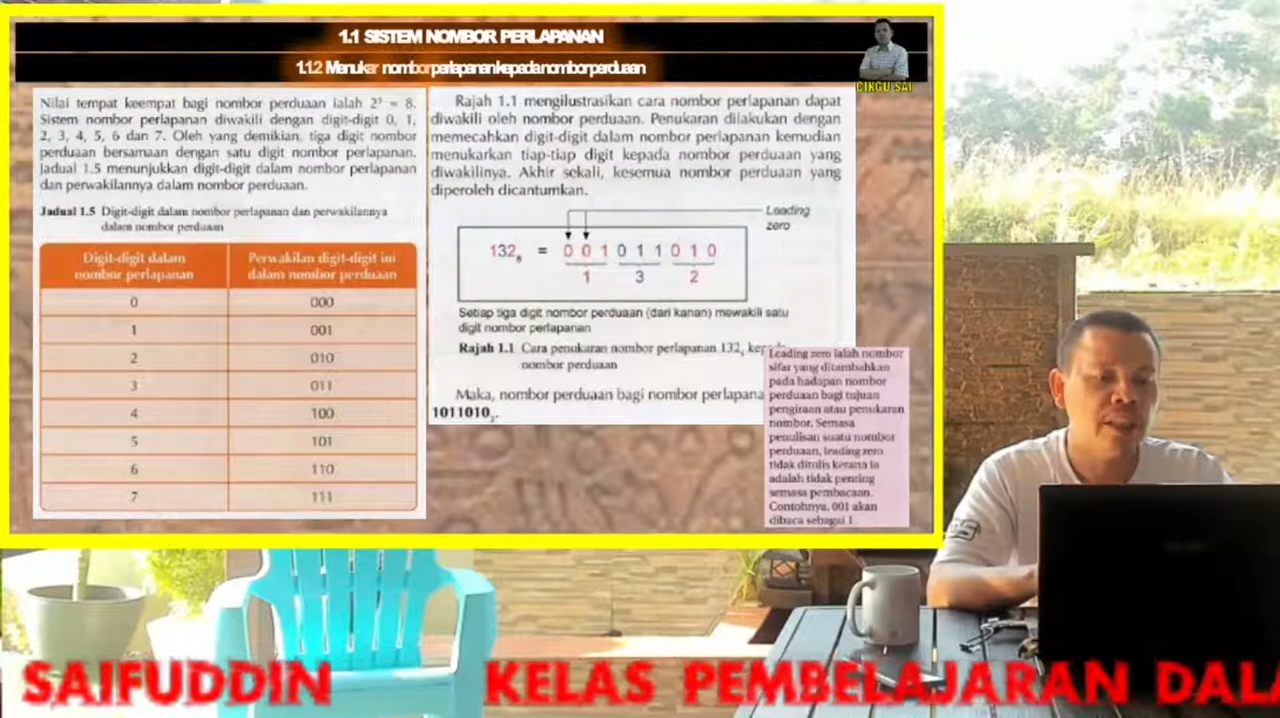 1.1 SISTEM NOMBOR PERLAPANAN
1.1.2 Menukar nombor perlapanan kepada nombor perduaan
CIKGU SAI
Nilai tempat keempat bagi nombor perduaan ialah 2³ = 8.
Sistem nombor perlapanan diwakili dengan digit-digit 0, 1,
2, 3, 4, 5, 6 dan 7. Oleh yang demikian, tiga digit nombor
perduaan bersamaan dengan satu digit nombor perlapanan.
Jadual 1.5 menunjukkan digit-digit dalam nombor perlapanan
dan perwakilannya dalam nombor perduaan.
Jadual 1.5 Digit-digit dalam nombor perlapanan dan perwakilannya
dalam nombor perduaan
Digit-digit dalam nombor perlapanan
Perwakilan digit-digit ini dalam nombor perduaan
0 000
1 001
2 010
3 011
4 100
5 101
6 110
7 111
Rajah 1.1 mengilustrasikan cara nombor perlapanan dapat
diwakili oleh nombor perduaan. Penukaran dilakukan dengan
memecahkan digit-digit dalam nombor perlapanan kemudian
menukarkan tiap-tiap digit kepada nombor perduaan yang
diwakilinya. Akhir sekali, kesemua nombor perduaan yang
diperoleh dicantumkan.
Leading
zero
132₈ = 0 0 1 0 1 1 0 1 0
1 3 2
Setiap tiga digit nombor perduaan (dari kanan) mewakili satu
digit nombor perlapanan
Rajah 1.1 Cara penukaran nombor perlapanan 132₈
nombor perduaan
Maka, nombor perduaan bagi nombor
1011010₂.
Leading zero ialah nombor
sifar yang ditambahkan
pada hadapan nombor
perduaan bagi tujuan
pengiraan atau penukaran
nombor. Semasa
penulisan suatu nombor
perduaan, leading zero
tidak ditulis kerana ia
adalah tidak penting
semasa pembacaan.
Contohnya, 001 akan
dibaca sebagai 1
SAIFUDDIN KELAS PEMBELAJARAN DALA